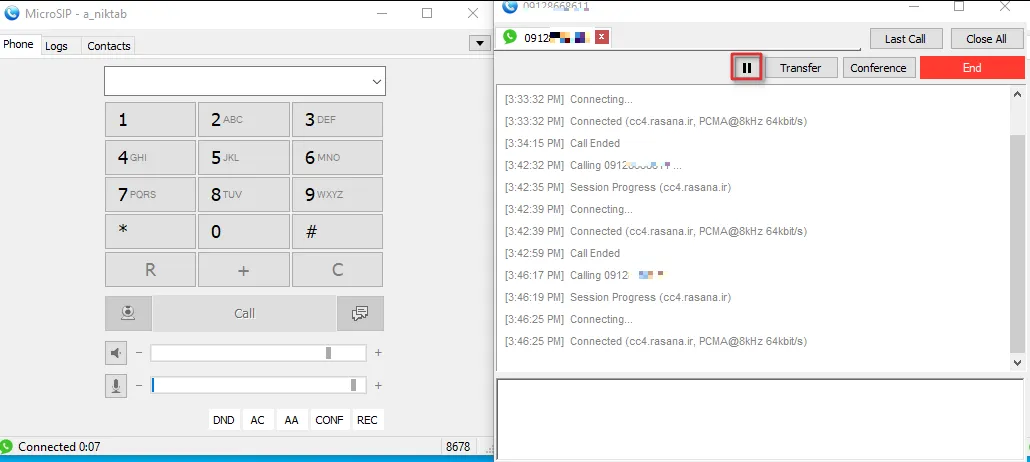 MicroSIP - a_niktab
Phone Logs Contacts
1 2 ABC 3 DEF
4 GHI 5 JKL 6 MNO
7 PQRS 8 TUV 9 WXYZ
* 0 #
R + C
Call
- +
- +
DND AC AA CONF REC
Connected 0:07 8678
0912
Last Call Close All
Transfer Conference End
[3:33:32 PM] Connecting...
[3:33:32 PM] Connected (cc4.rasana.ir, PCMA@8kHz 64kbit/s)
[3:34:15 PM] Call Ended
[3:42:32 PM] Calling 0912 ...
[3:42:35 PM] Session Progress (cc4.rasana.ir)
[3:42:39 PM] Connecting...
[3:42:39 PM] Connected (cc4.rasana.ir, PCMA@8kHz 64kbit/s)
[3:42:59 PM] Call Ended
[3:46:17 PM] Calling 0912
[3:46:19 PM] Session Progress (cc4.rasana.ir)
[3:46:25 PM] Connecting...
[3:46:25 PM] Connected (cc4.rasana.ir, PCMA@8kHz 64kbit/s)